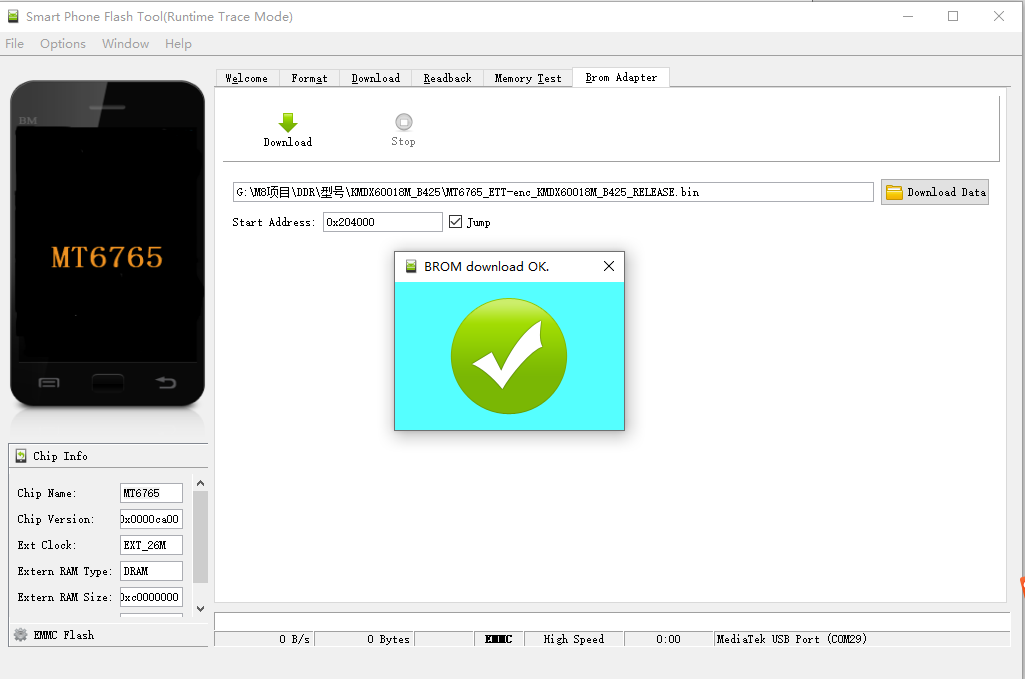 Smart Phone Flash Tool(Runtime Trace Mode)
File Options Window Help
Welcome Format Download Readback Memory Test Brom Adapter
BM
Download Stop
G:\M8项目\DDR\型号\KMDX60018M_B425\MT6765_ETT-enc_KMDX60018M_B425_RELEASE.bin Download Data
Start Address: 0x204000 Jump
MT6765
BROM download OK.
Chip Info
Chip Name: MT6765
Chip Version: 0x0000ca00
Ext Clock: EXT_26M
Extern RAM Type: DRAM
Extern RAM Size: 0xc0000000
EMMC Flash
0 B/s 0 Bytes EMMC High Speed 0:00 MediaTek USB Port (COM29)